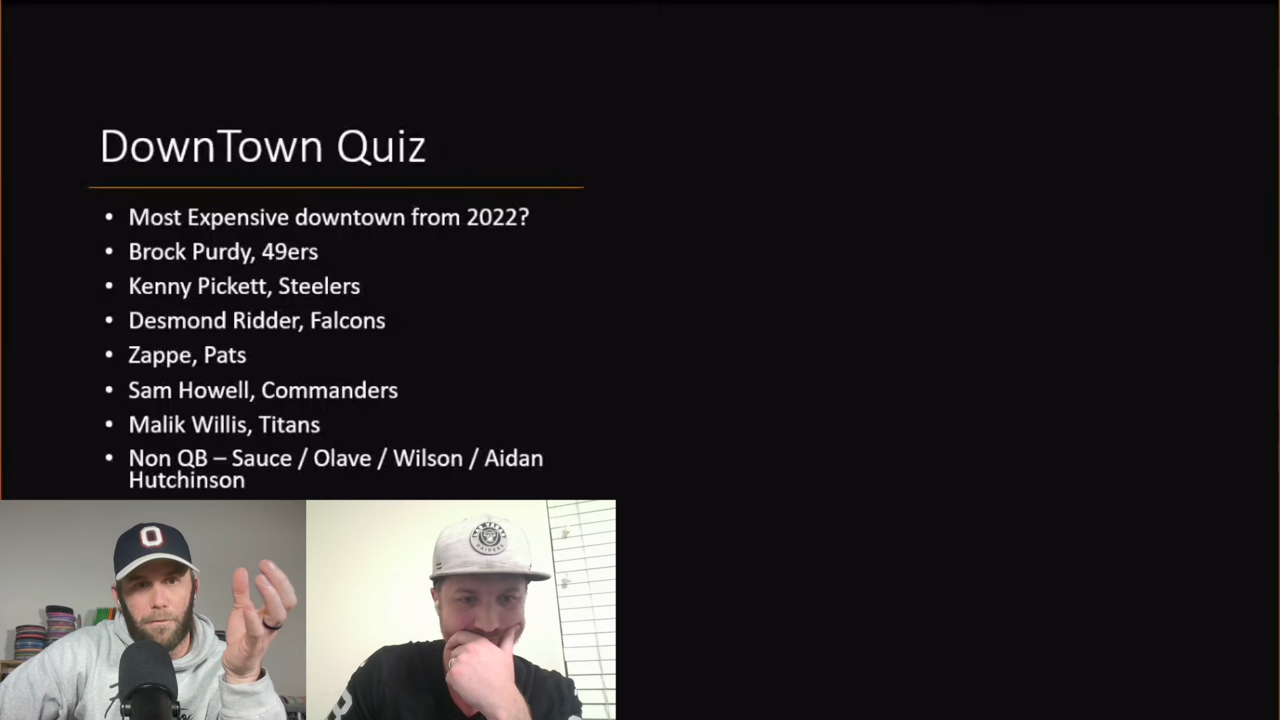 DownTown Quiz
• Most Expensive downtown from 2022?
• Brock Purdy, 49ers
• Kenny Pickett, Steelers
• Desmond Ridder, Falcons
• Zappe, Pats
• Sam Howell, Commanders
• Malik Willis, Titans
• Non QB – Sauce / Olave / Wilson / Aidan
Hutchinson
O
RAIDERS